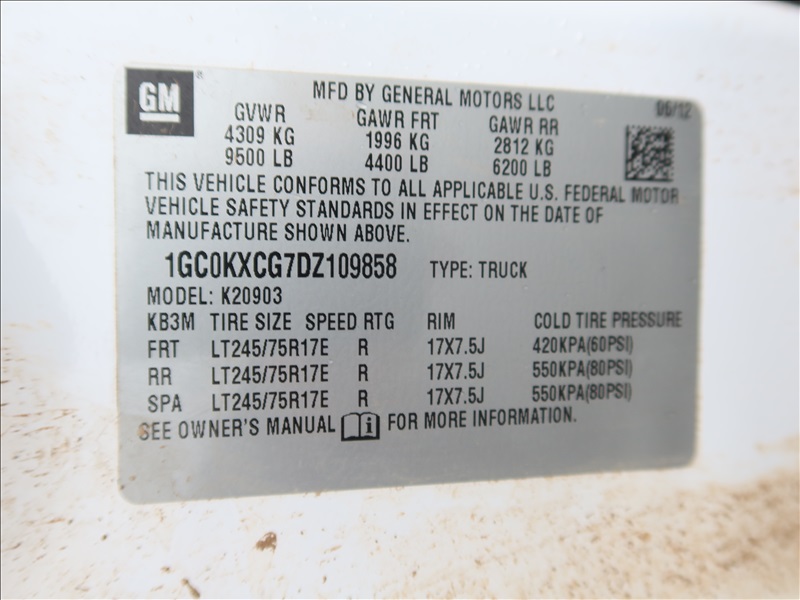 GM
MFD BY GENERAL MOTORS LLC 06/12
GVWR GAWR FRT GAWR RR
4309 KG 1996 KG 2812 KG
9500 LB 4400 LB 6200 LB
THIS VEHICLE CONFORMS TO ALL APPLICABLE U.S. FEDERAL MOTOR
VEHICLE SAFETY STANDARDS IN EFFECT ON THE DATE OF
MANUFACTURE SHOWN ABOVE.
1GC0KXCG7DZ109858 TYPE: TRUCK
MODEL: K20903
KB3M TIRE SIZE SPEED RTG RIM COLD TIRE PRESSURE
FRT LT245/75R17E R 17X7.5J 420KPA(60PSI)
RR LT245/75R17E R 17X7.5J 550KPA(80PSI)
SPA LT245/75R17E R 17X7.5J 550KPA(80PSI)
SEE OWNER'S MANUAL i FOR MORE INFORMATION.